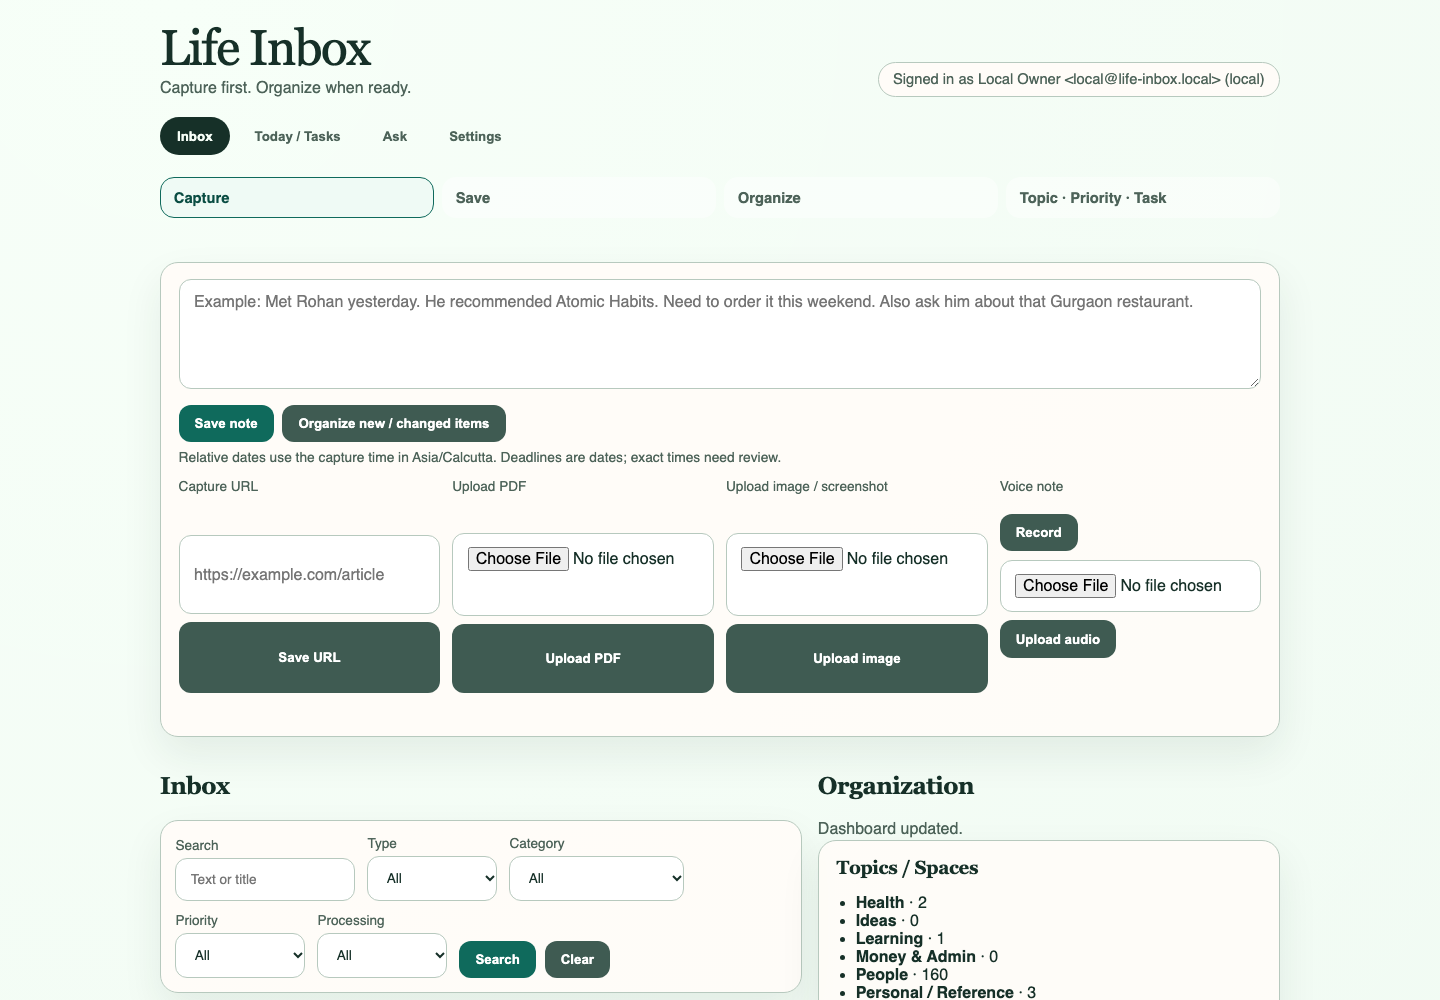 Life Inbox
Capture first. Organize when ready.
Signed in as Local Owner <local@life-inbox.local> (local)
Inbox
Today / Tasks
Ask
Settings
Capture
Save
Organize
Topic · Priority · Task
Example: Met Rohan yesterday. He recommended Atomic Habits. Need to order it this weekend. Also ask him about that Gurgaon restaurant.
Save note
Organize new / changed items
Relative dates use the capture time in Asia/Calcutta. Deadlines are dates; exact times need review.
Capture URL
https://example.com/article
Save URL
Upload PDF
Choose File No file chosen
Upload PDF
Upload image / screenshot
Choose File No file chosen
Upload image
Voice note
Record
Choose File No file chosen
Upload audio
Inbox
Search
Text or title
Type
All
Category
All
Priority
All
Processing
All
Search
Clear
Organization
Dashboard updated.
Topics / Spaces
Health · 2
Ideas · 0
Learning · 1
Money & Admin · 0
People · 160
Personal / Reference · 3